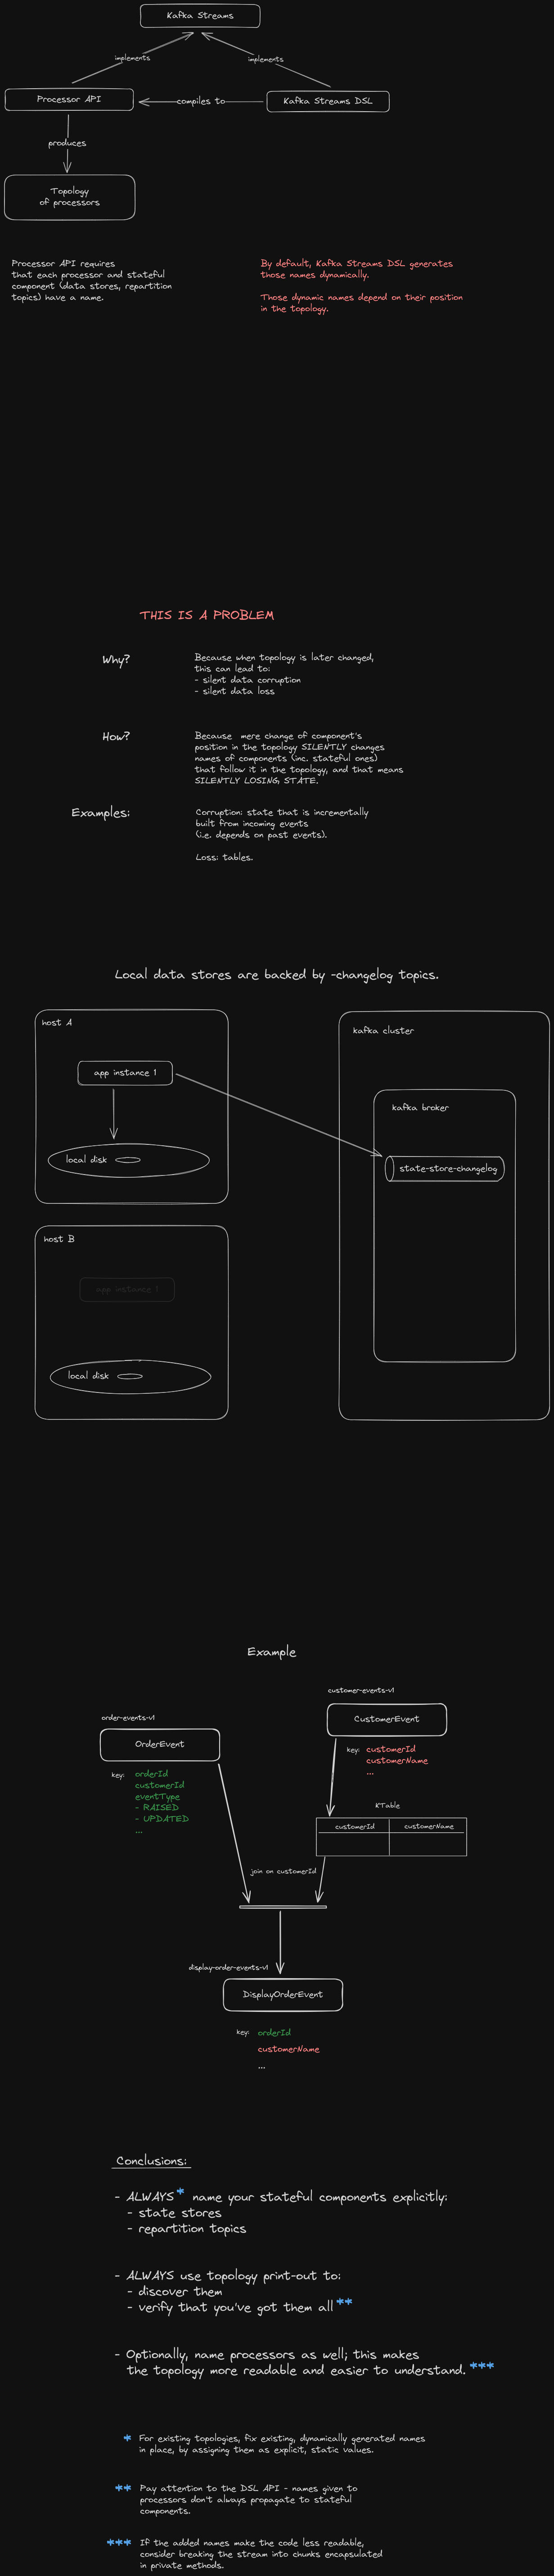 Kafka Streams
implements
implements
Processor API
compiles to
Kafka Streams DSL
produces
Topology
of processors
Processor API requires
that each processor and stateful
component (data stores, repartition
topics) have a name.
By default, Kafka Streams DSL generates
those names dynamically.
Those dynamic names depend on their position
in the topology.
THIS IS A PROBLEM
Why?
Because when topology is later changed,
this can lead to:
- silent data corruption
- silent data loss
How?
Because mere change of component's
position in the topology SILENTLY changes
names of components (inc. stateful ones)
that follow it in the topology, and that means
SILENTLY LOSING STATE.
Examples:
Corruption: state that is incrementally
built from incoming events
(i.e. depends on past events).
Loss: tables.
Local data stores are backed by -changelog topics.
host A
app instance 1
local disk
kafka cluster
kafka broker
state-store-changelog
host B
app instance 1
local disk
Example
customer-events-v1
order-events-v1
CustomerEvent
OrderEvent
key:
customerId
customerName
...
key:
orderId
customerId
eventType
- RAISED
- UPDATED
...
KTable
customerId
customerName
join on customerId
display-order-events-v1
DisplayOrderEvent
key:
orderId
customerName
...
Conclusions:
- ALWAYS* name your stateful components explicitly:
- state stores
- repartition topics
- ALWAYS use topology print-out to:
- discover them
- verify that you've got them all**
- Optionally, name processors as well; this makes
the topology more readable and easier to understand.***
* For existing topologies, fix existing, dynamically generated names
in place, by assigning them as explicit, static values.
** Pay attention to the DSL API - names given to
processors don't always propagate to stateful
components.
*** If the added names make the code less readable,
consider breaking the stream into chunks encapsulated
in private methods.